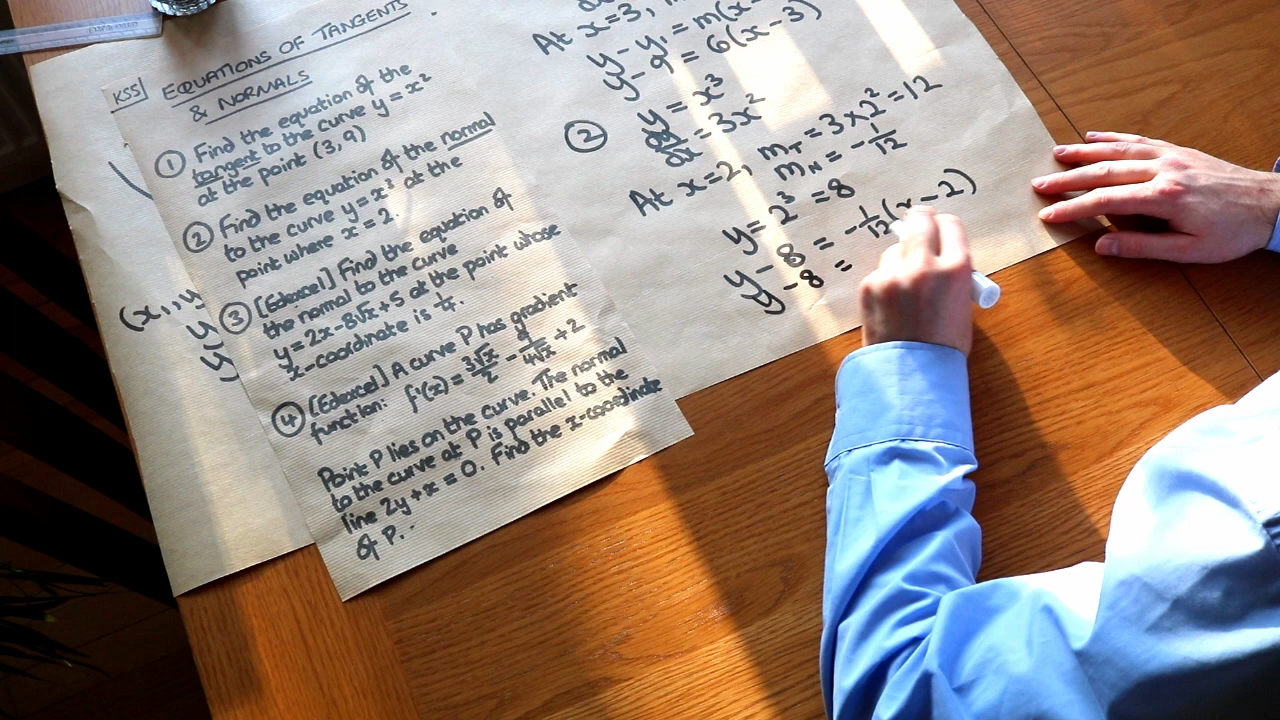 KS5
EQUATIONS OF TANGENTS
& NORMALS
① Find the equation of the
tangent to the curve y = x²
at the point (3, 9)
② Find the equation of the normal
to the curve y = x³ at the
point where x = 2.
③ [Edexcel] Find the equation of
the normal to the curve
y = 2x - 8√x + 5 at the point whose
x-coordinate is ¼.
④ [Edexcel] A curve P has gradient
function: f'(x) = 3√x/2 - 9/4√x + 2
Point P lies on the curve. The normal
to the curve at P is parallel to the
line 2y + x = 0. Find the x-coordinate
of P.
(x₁, y
y
y
At x=3,
y - y₁ = m(x -
y - 9 = 6(x - 3)
② y = x³
dy/dx = 3x²
At x=2, m_T = 3 × 2² = 12
m_N = - 1/12
y = 2³ = 8
y - 8 = - 1/12 (x - 2)
y - 8 =